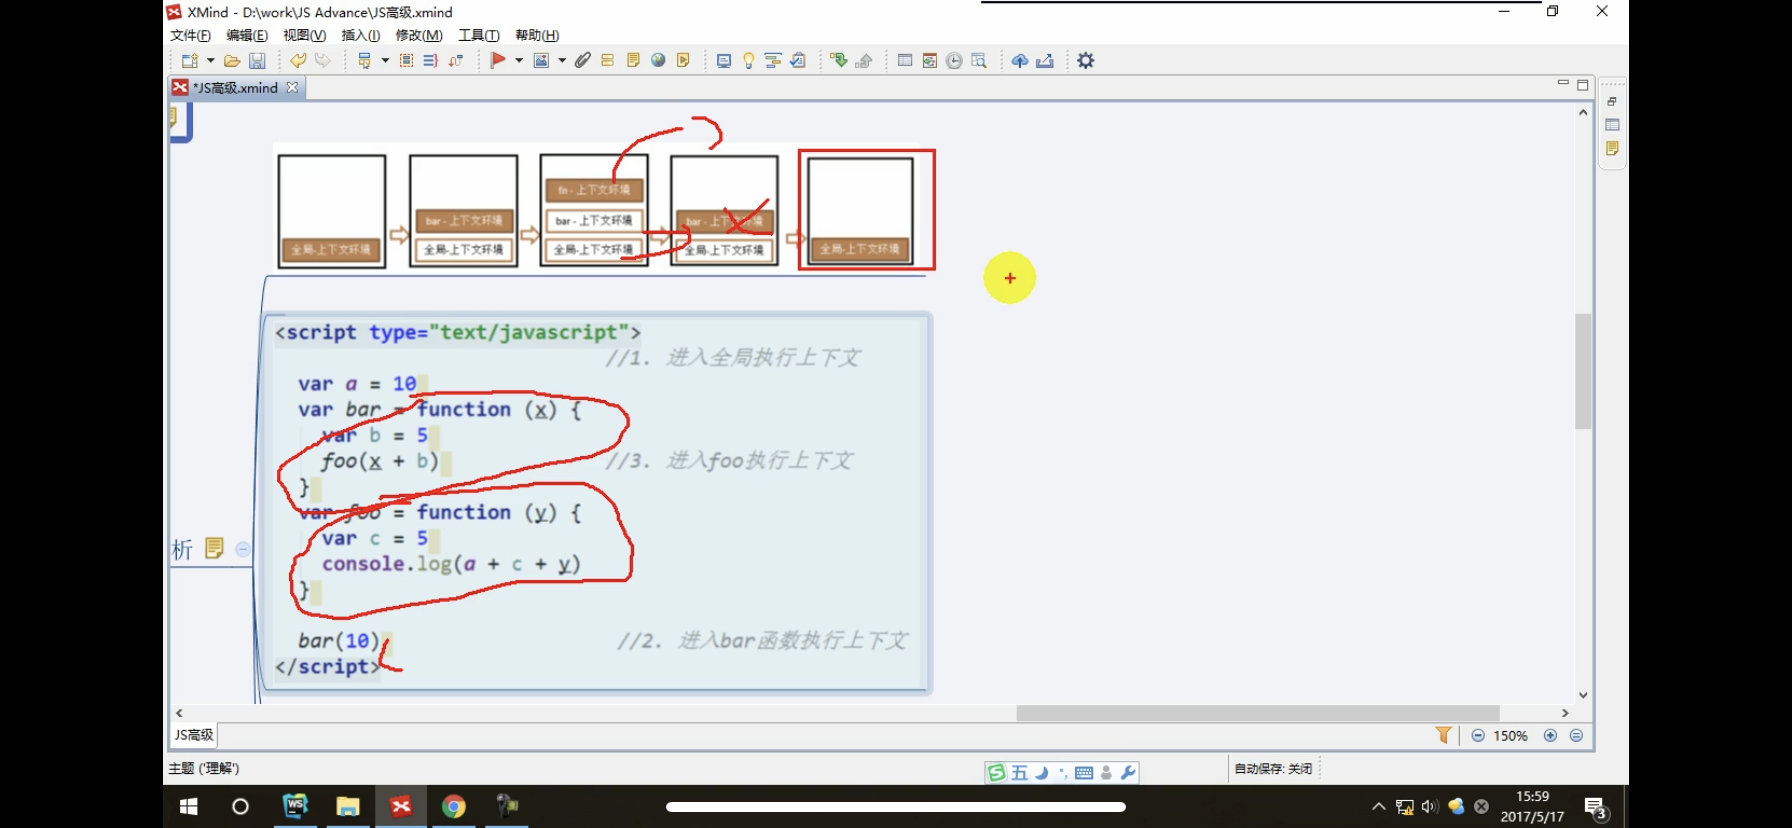 XMind - D:\work\JS Advance\JS高级.xmind
文件(F) 编辑(E) 视图(V) 插入(I) 修改(M) 工具(T) 帮助(H)
*JS高级.xmind
fn - 上下文环境
bar - 上下文环境 bar - 上下文环境 bar - 上下文环境
全局-上下文环境 全局-上下文环境 全局-上下文环境 全局-上下文环境 全局-上下文环境
<script type="text/javascript">
//1. 进入全局执行上下文
var a = 10
var bar = function (x) {
var b = 5
foo(x + b) //3. 进入foo执行上下文
}
var foo = function (y) {
var c = 5
析
console.log(a + c + y)
}
bar(10) //2. 进入bar函数执行上下文
</script>
JS高级
150%
主题 ('理解')
五
自动保存: 关闭
WS
15:59
2017/5/17
3